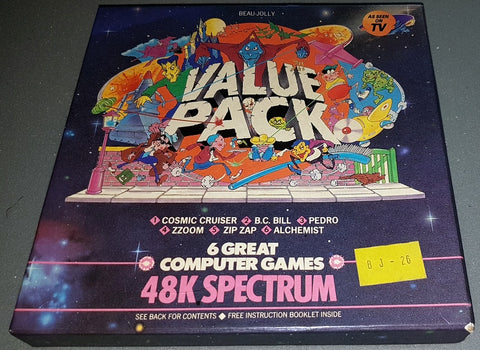 BEAU-JOLLY
AS SEEN
ON
TV
VALUE
PACK
1 COSMIC CRUISER 2 B.C. BILL 3 PEDRO
4 ZZOOM 5 ZIP ZAP 6 ALCHEMIST
6 GREAT
COMPUTER GAMES
48K SPECTRUM
8 J - 26
SEE BACK FOR CONTENTS ◆ FREE INSTRUCTION BOOKLET INSIDE